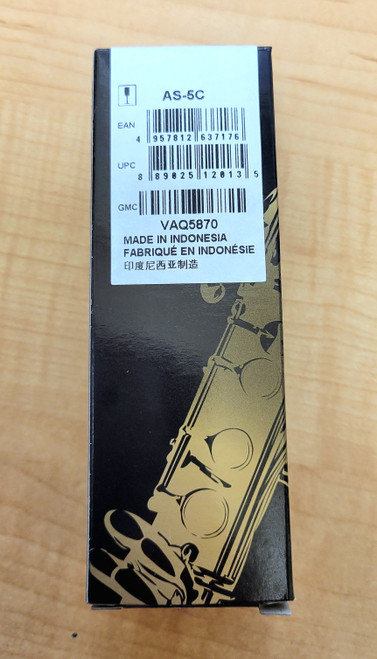 AS-5C
EAN
4 957812 637176
UPC
8 89025 12013 5
GMC
VAQ5870
MADE IN INDONESIA
FABRIQUÉ EN INDONÉSIE
印度尼西亚制造